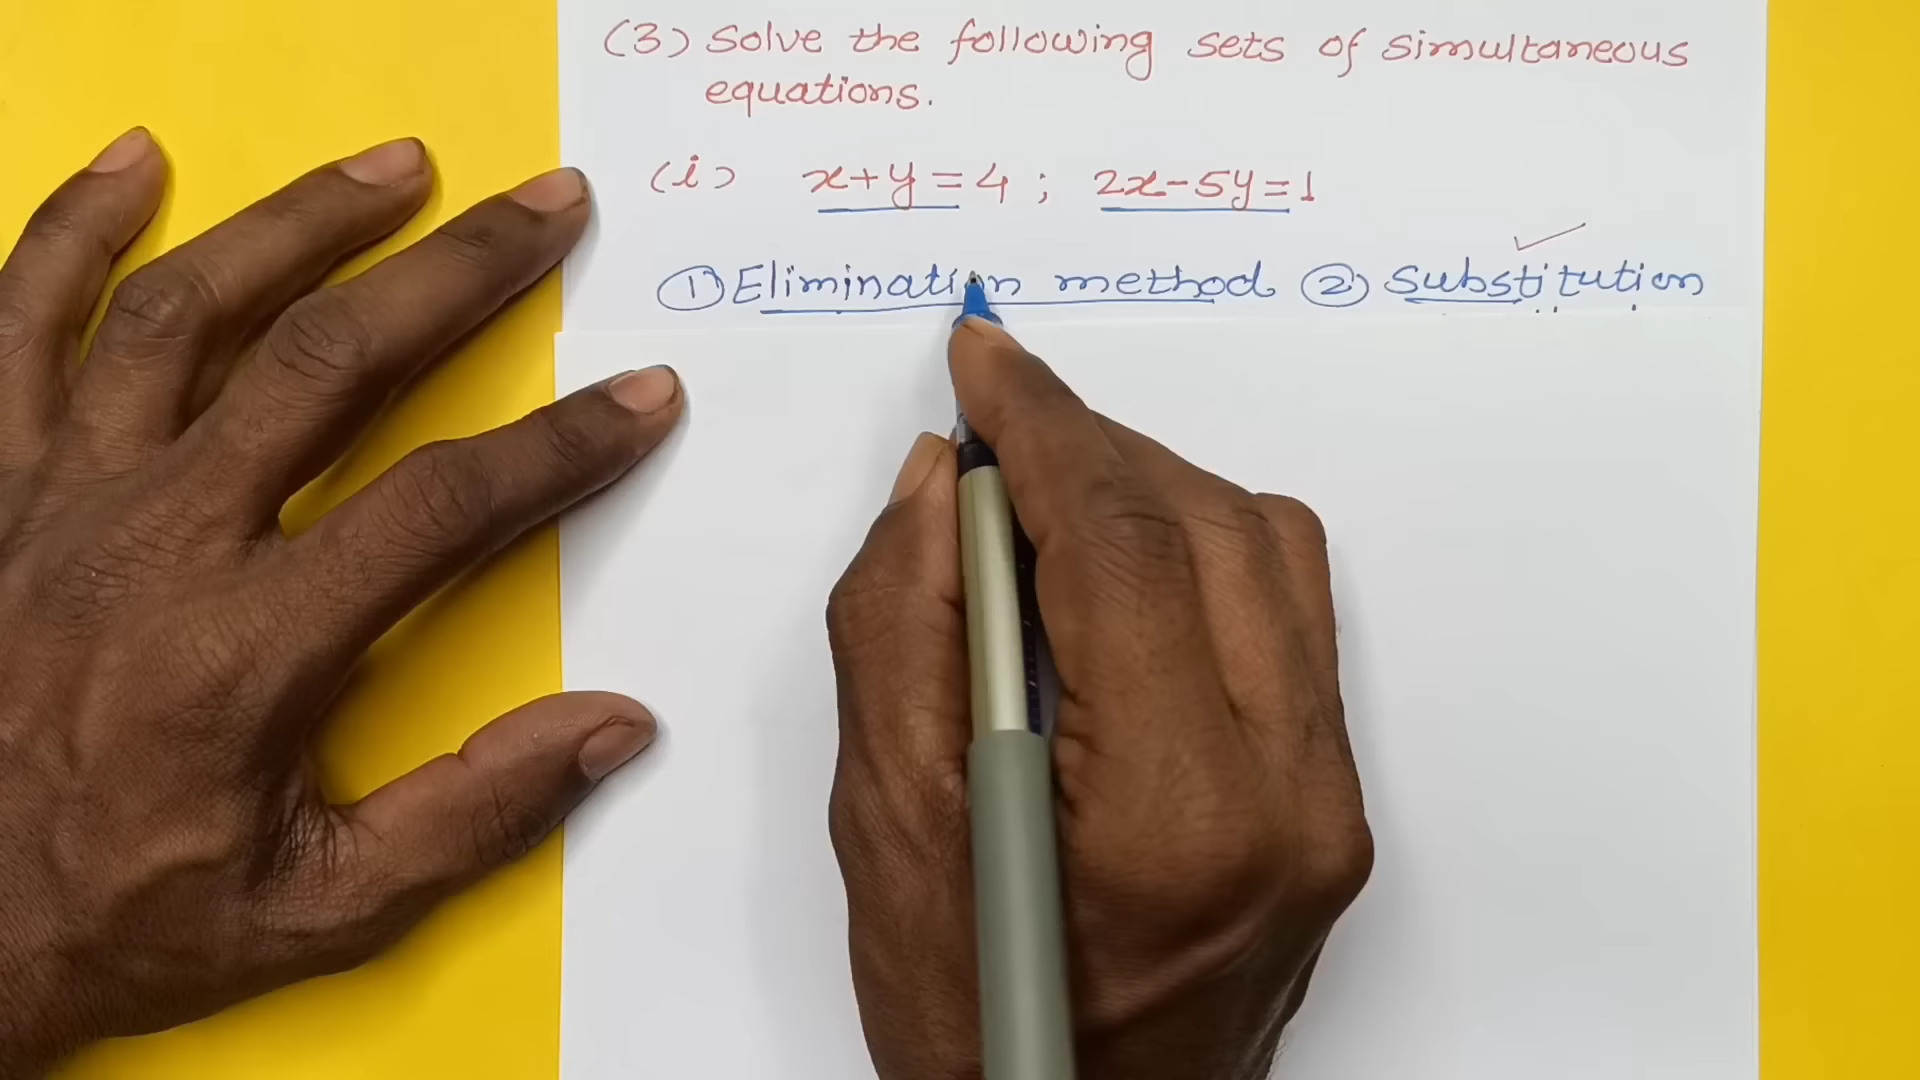 (3) Solve the following sets of simultaneous
equations.
(i) x+y=4; 2x-5y=1
① Elimination method ② Substitution